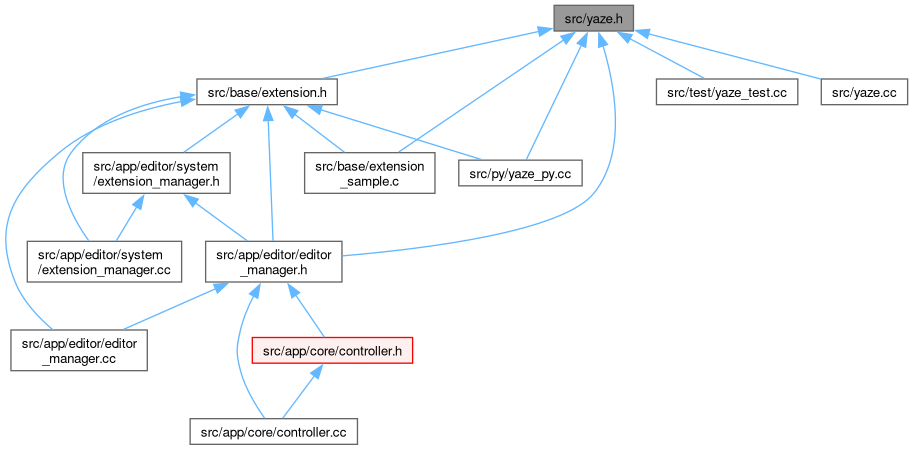 src/yaze.h
src/base/extension.h
src/test/yaze_test.cc
src/yaze.cc
src/app/editor/system
/extension_manager.h
src/base/extension
_sample.c
src/py/yaze_py.cc
src/app/editor/system
/extension_manager.cc
src/app/editor/editor
_manager.h
src/app/editor/editor
_manager.cc
src/app/core/controller.h
src/app/core/controller.cc